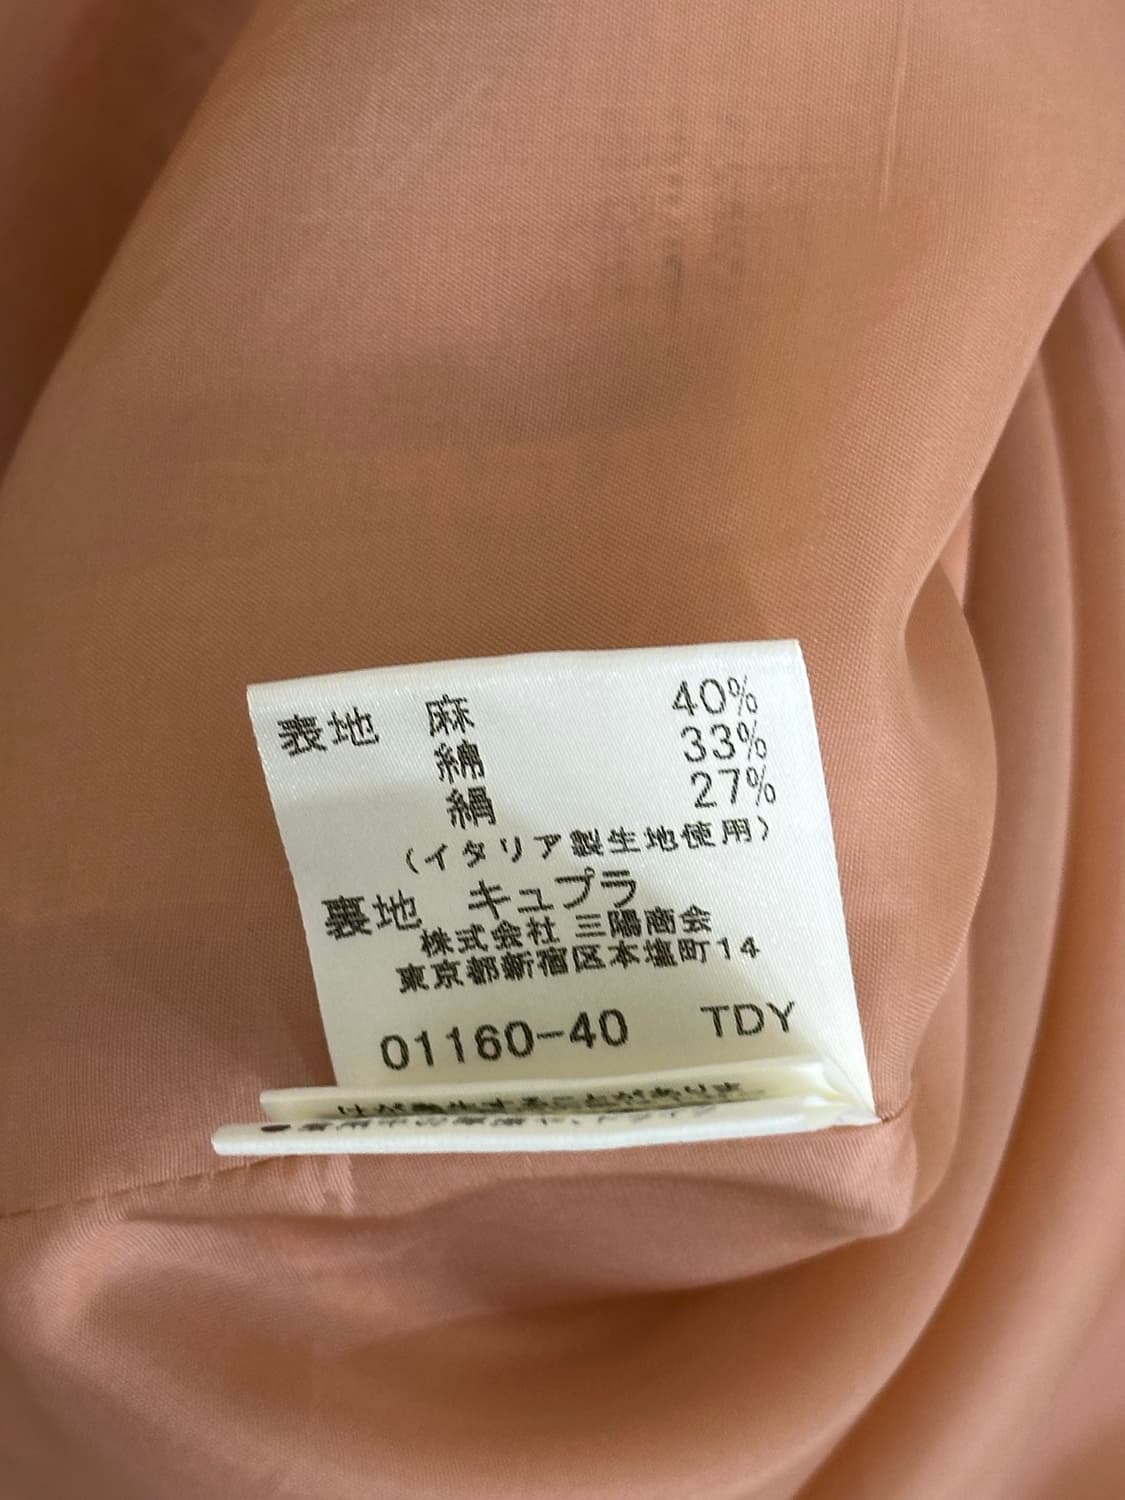 表地 麻 40%
綿 33%
絹 27%
(イタリア製生地使用)
裏地 キュプラ
株式会社 三陽商会
東京都新宿区本塩町14
01160-40 TDY